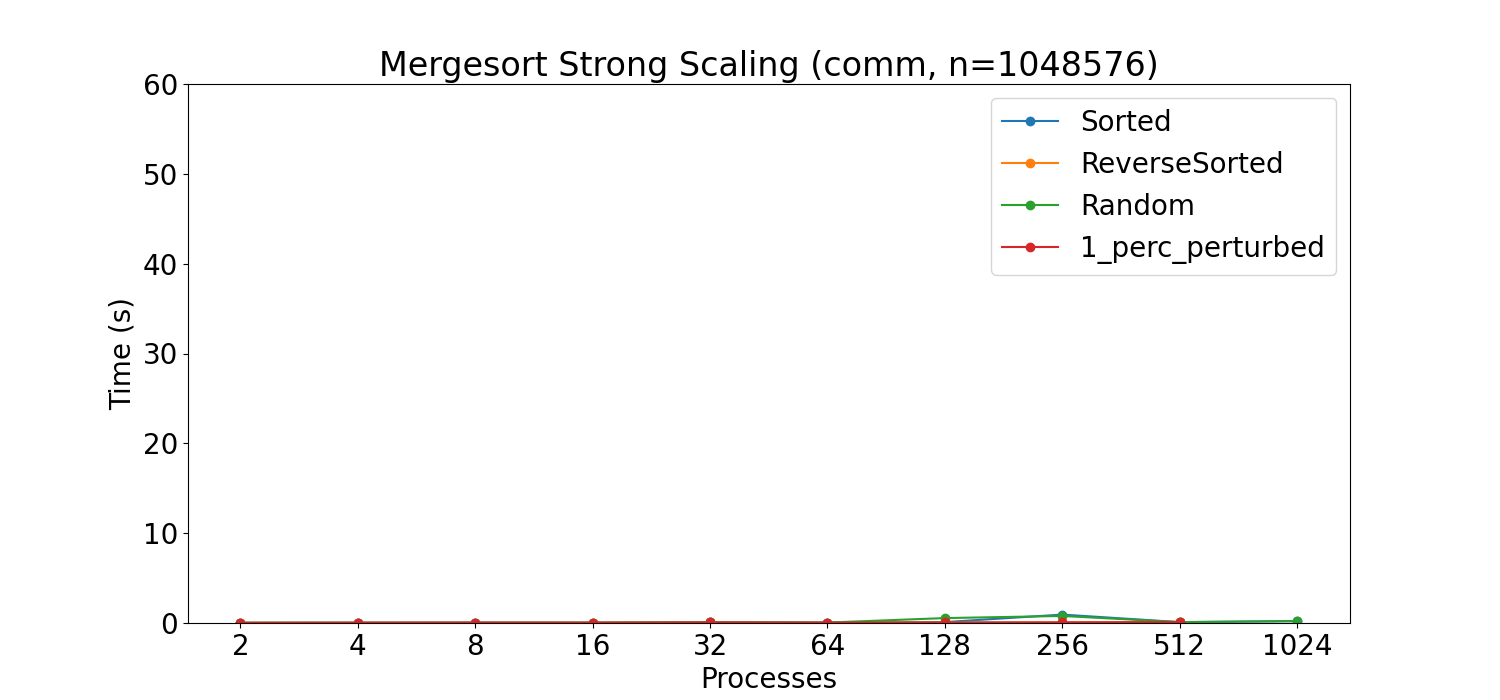 Mergesort Strong Scaling (comm, n=1048576)
60
50
40
30
20
10
0
Time (s)
Sorted
ReverseSorted
Random
1_perc_perturbed
2 4 8 16 32 64 128 256 512 1024
Processes